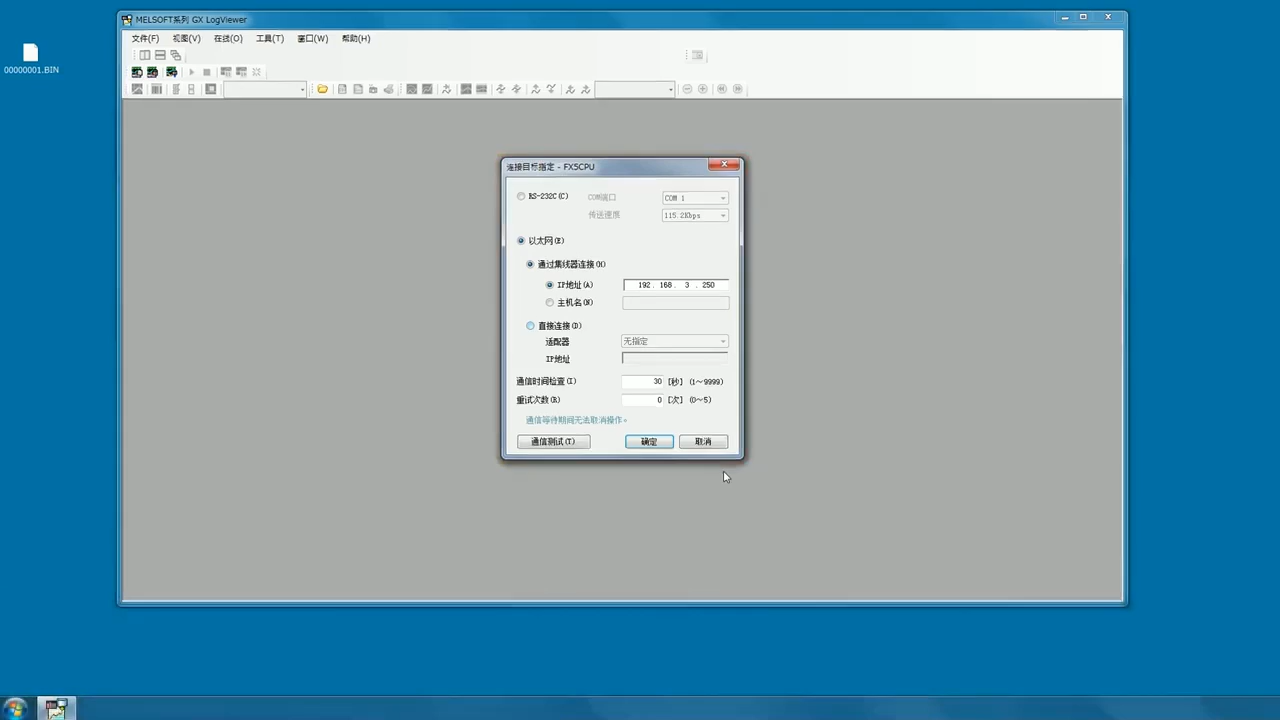 MELSOFT系列 GX LogViewer
文件(F) 视图(V) 在线(O) 工具(T) 窗口(W) 帮助(H)
00000001.BIN
连接目标指定 - FX5CPU
RS-232C(C) COM端口 COM 1
传送速度 115.2Kbps
以太网(E)
通过集线器连接(H)
IP地址(A) 192 . 168 . 3 . 250
主机名(N)
直接连接(D)
适配器 无指定
IP地址
通信时间检查(I) 30 [秒] (1～9999)
重试次数(R) 0 [次] (0～5)
通信等待期间无法取消操作。
通信测试(T) 确定 取消